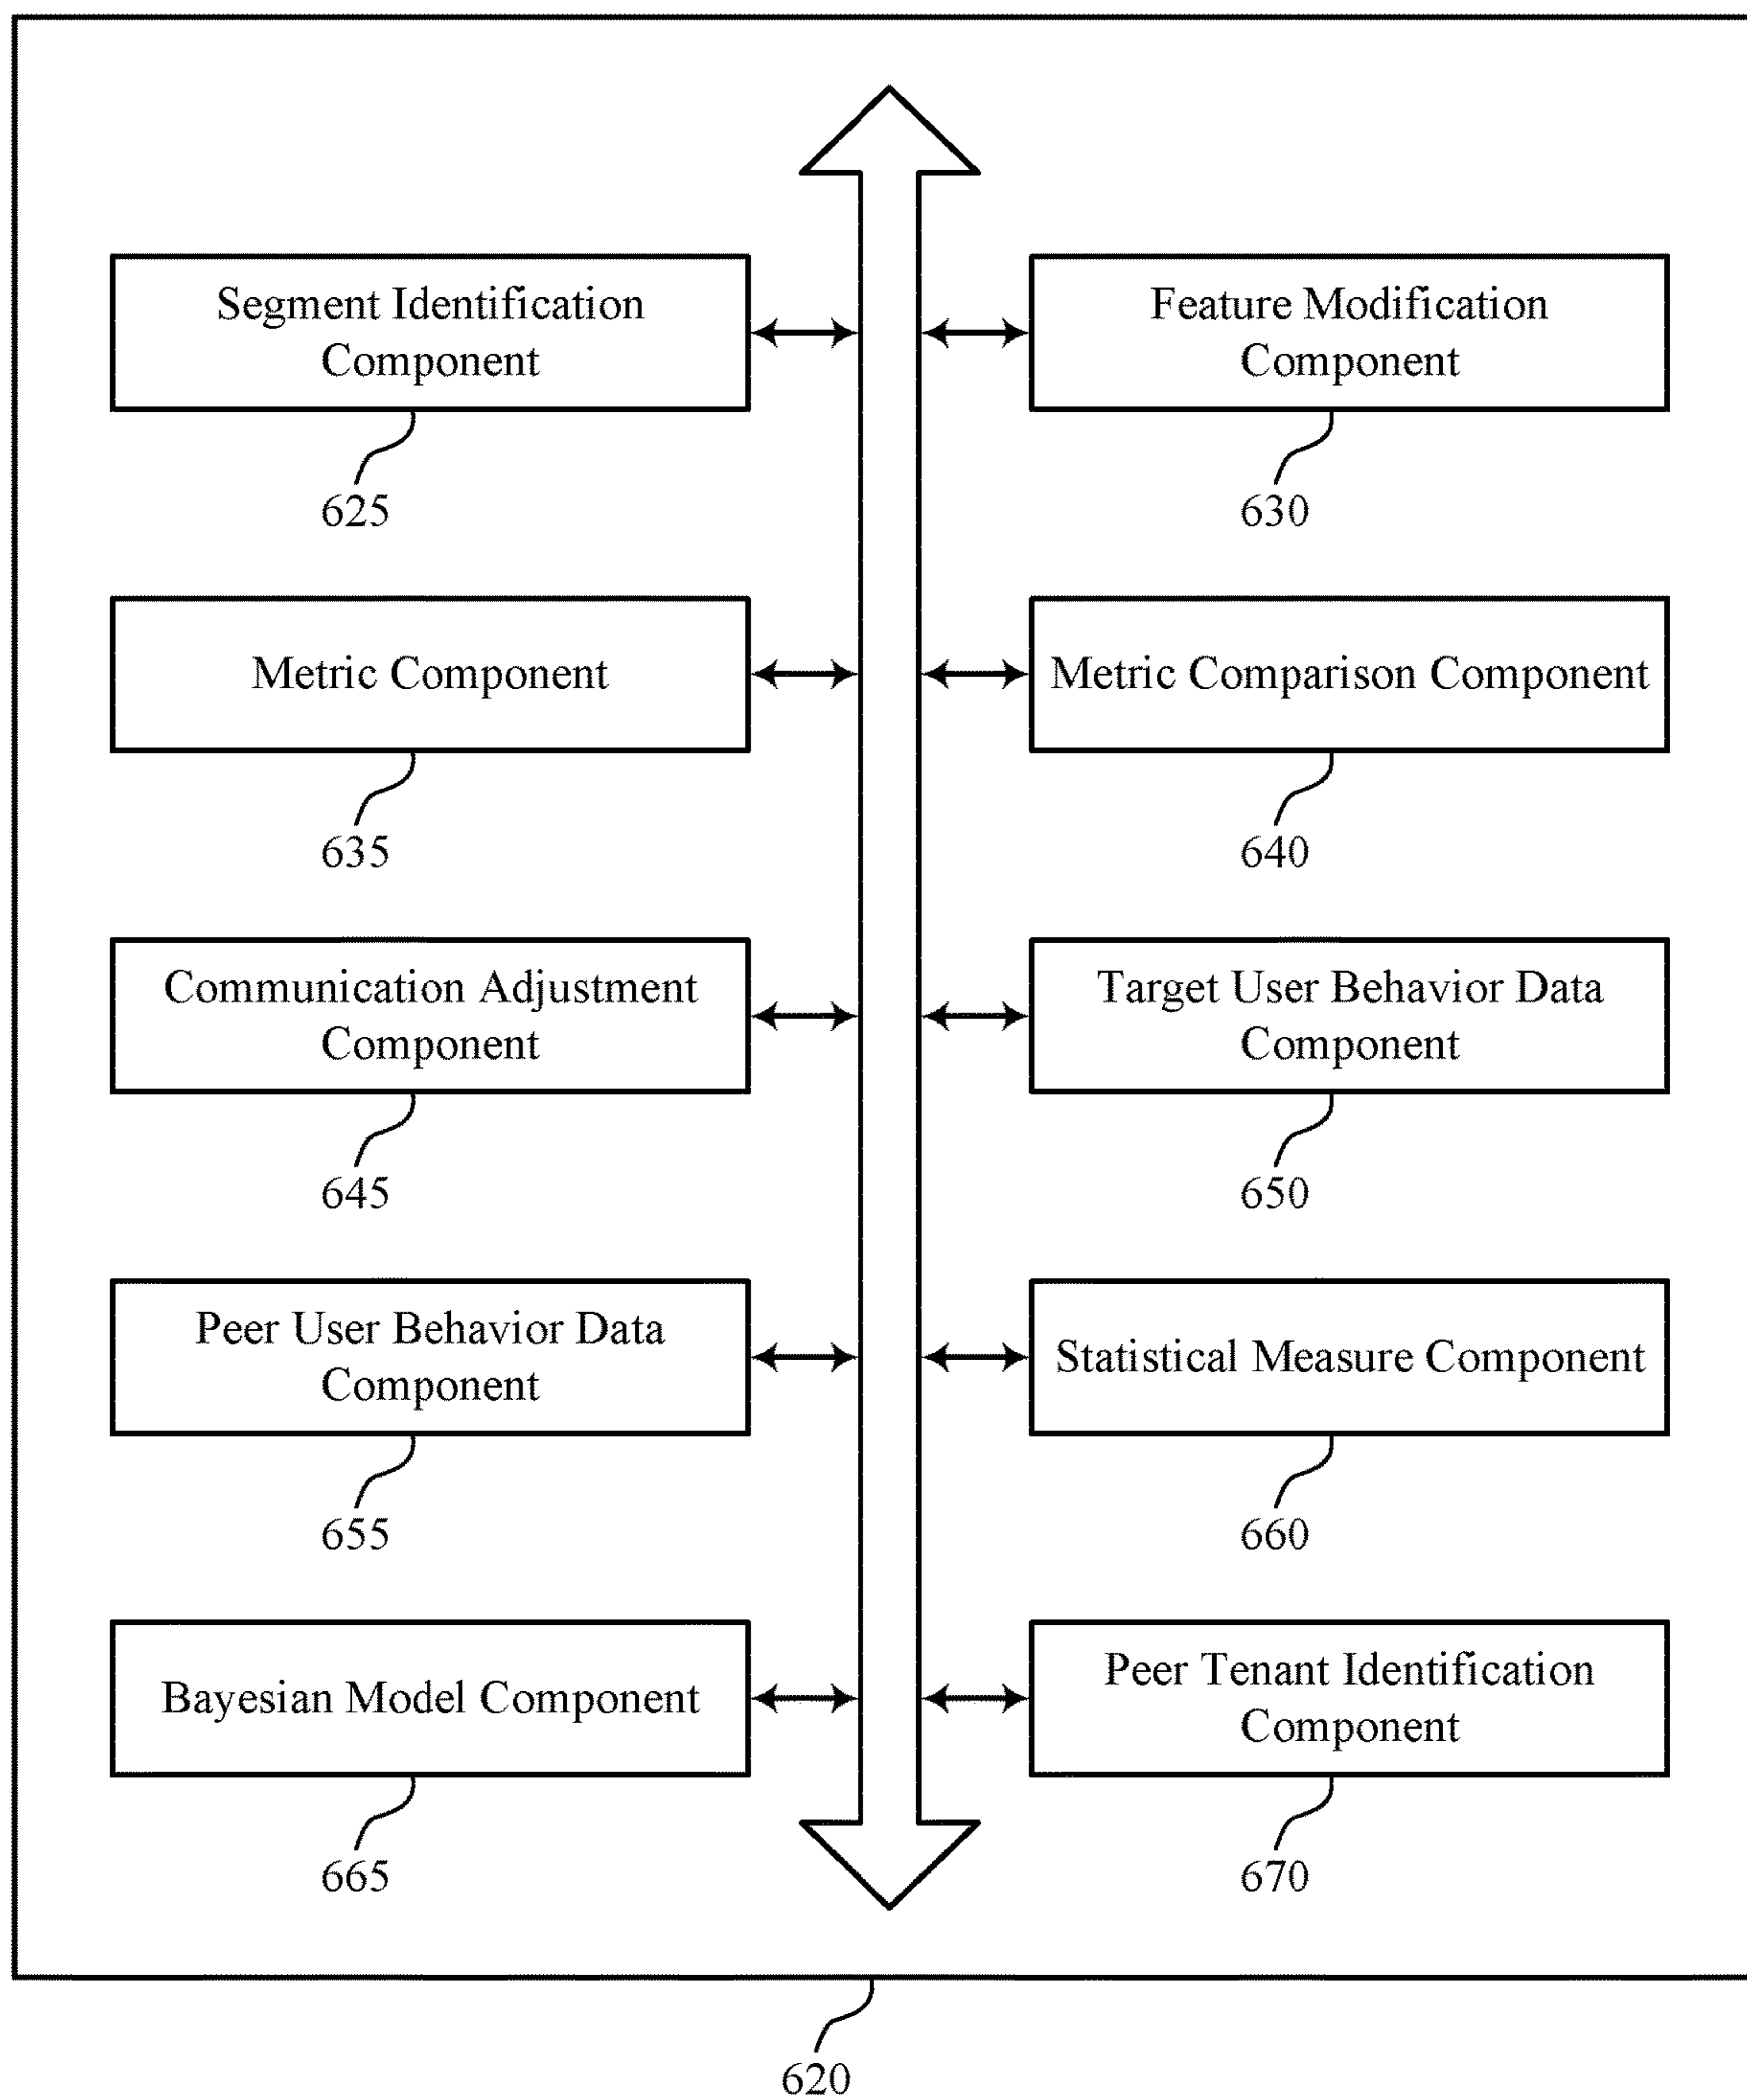 Segment Identification
Component
625
Feature Modification
Component
630
Metric Component
635
Metric Comparison Component
640
Communication Adjustment
Component
645
Target User Behavior Data
Component
650
Peer User Behavior Data
Component
655
Statistical Measure Component
660
Bayesian Model Component
665
Peer Tenant Identification
Component
670
620